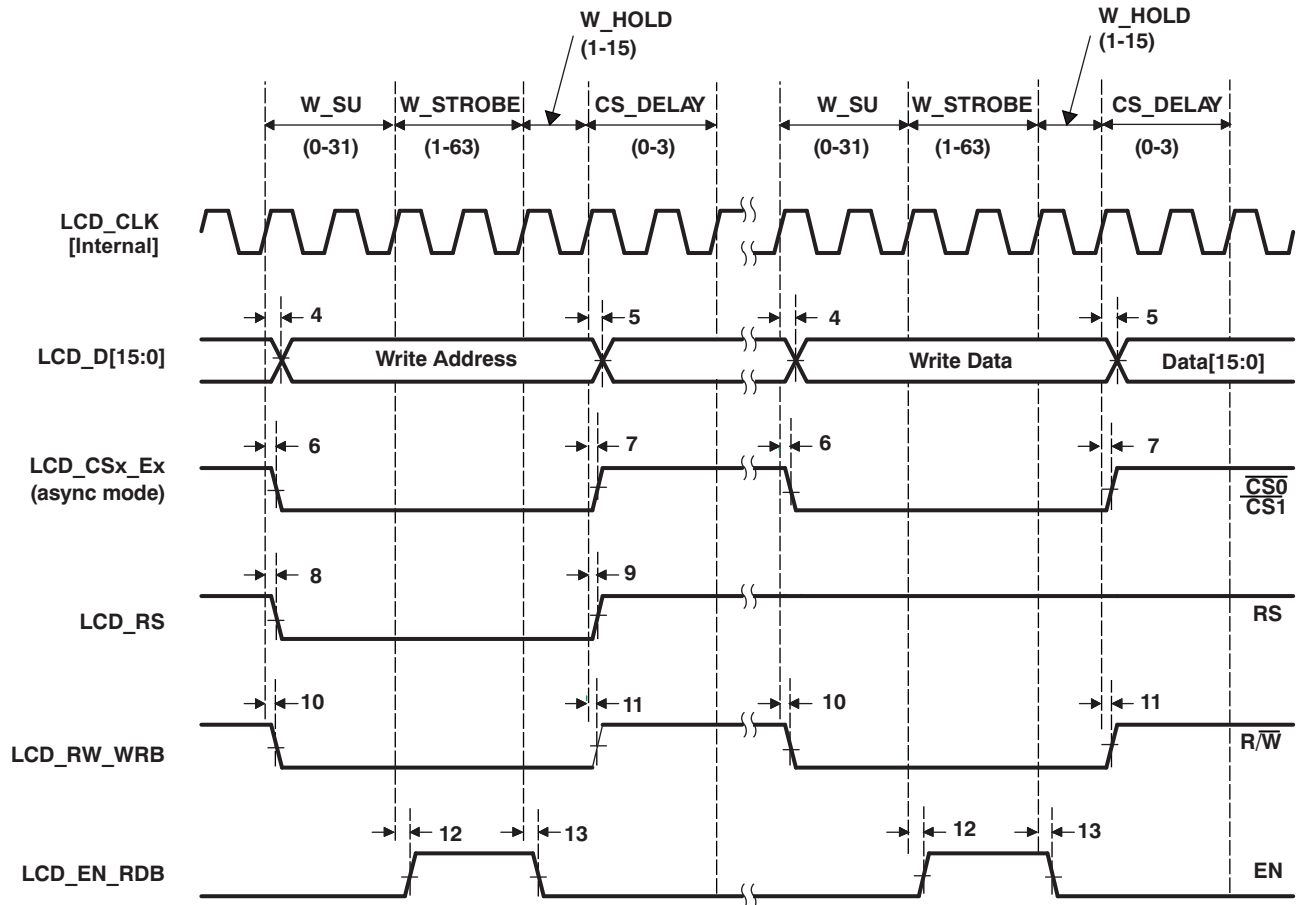 W_HOLD
(1-15)
W_HOLD
(1-15)
W_SU W_STROBE CS_DELAY W_SU W_STROBE CS_DELAY
(0-31) (1-63) (0-3) (0-31) (1-63) (0-3)
LCD_CLK
[Internal]
4 5 4 5
LCD_D[15:0] Write Address Write Data Data[15:0]
6 7 6 7
LCD_CSx_Ex
(async mode)
CS0
CS1
8 9
LCD_RS RS
10 11 10 11
LCD_RW_WRB R/W
12 13 12 13
LCD_EN_RDB EN